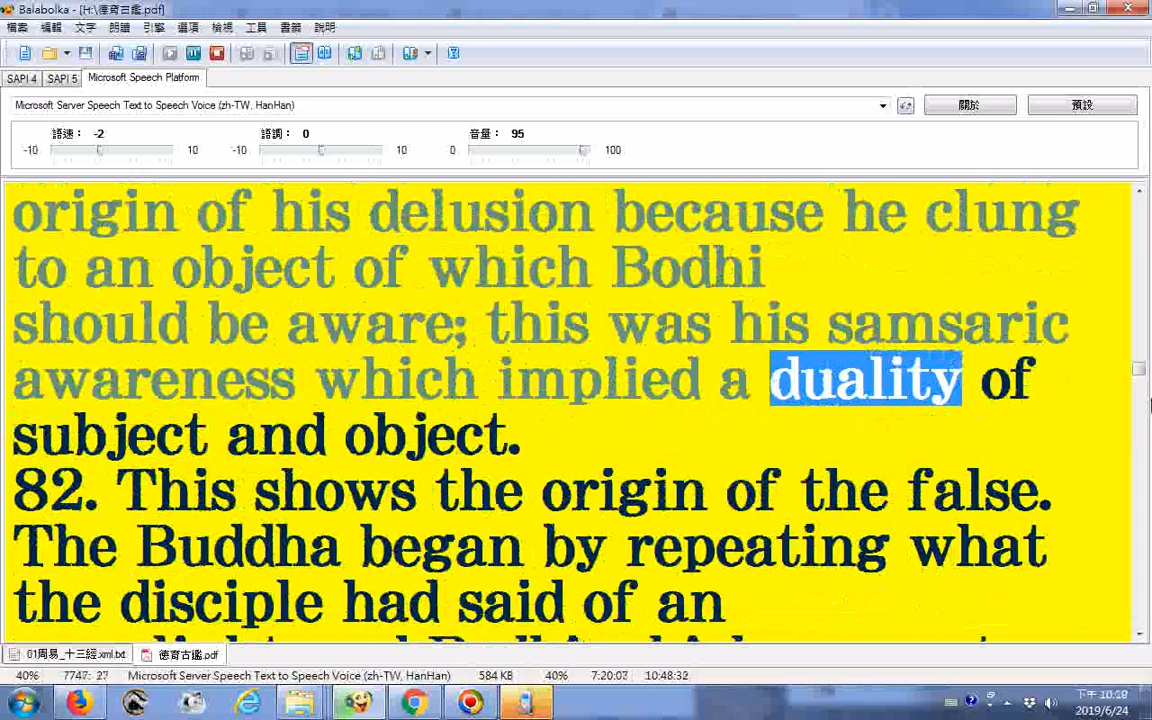 Balabolka - [H:\德育古鑑.pdf]
檔案 編輯 文字 朗讀 引擎 選項 檢視 工具 書籤 說明
SAPI 4 SAPI 5 Microsoft Speech Platform
Microsoft Server Speech Text to Speech Voice (zh-TW, HanHan) 關於 預設
語速： -2 語調： 0 音量： 95
-10 10 -10 10 0 100
origin of his delusion because he clung
to an object of which Bodhi
should be aware; this was his samsaric
awareness which implied a duality of
subject and object.
82. This shows the origin of the false.
The Buddha began by repeating what
the disciple had said of an
01周易_十三經.xml.txt 德育古鑑.pdf
40% 7747: 27 Microsoft Server Speech Text to Speech Voice (zh-TW, HanHan) 584 KB 40% 7:20:07 10:48:32
下午 10:18
2019/6/24